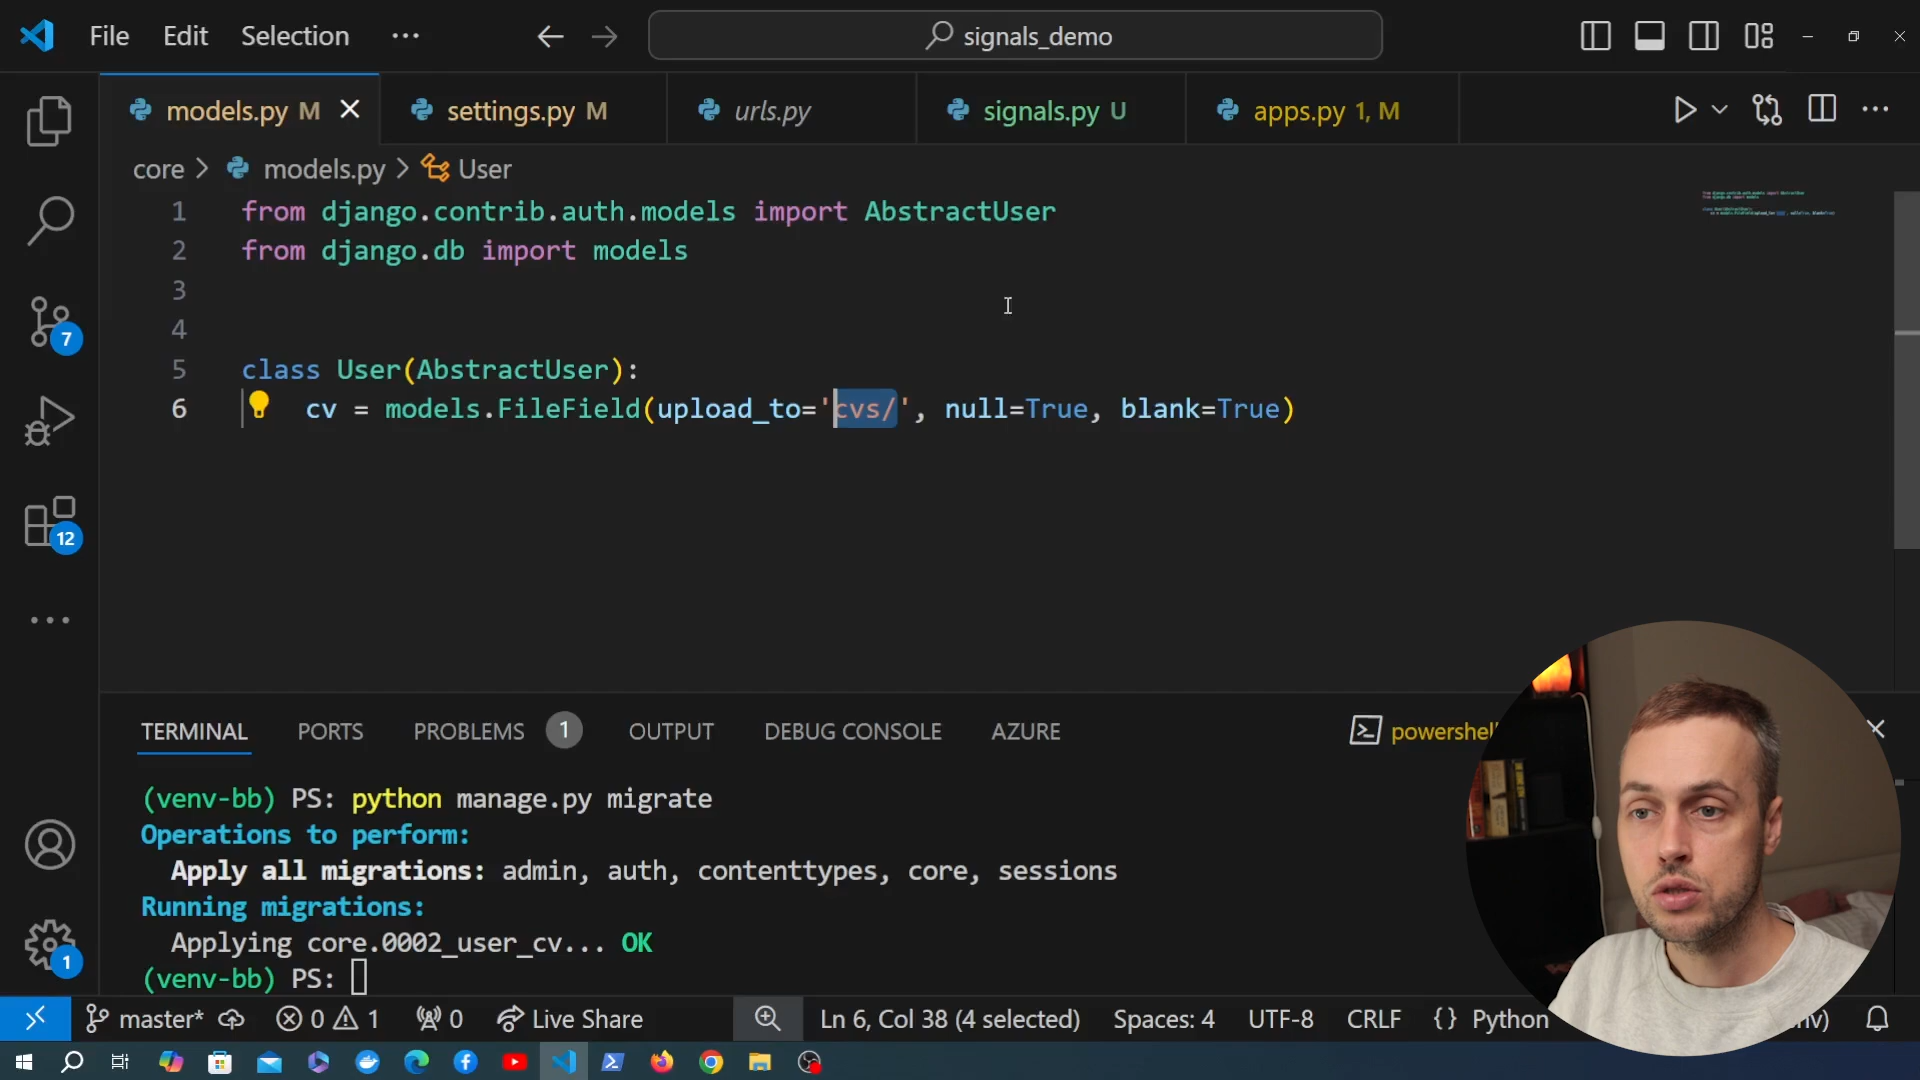 File Edit Selection ... signals_demo
models.py M settings.py M urls.py signals.py U apps.py 1, M
core > models.py > User
1 from django.contrib.auth.models import AbstractUser
2 from django.db import models
3
4
5 class User(AbstractUser):
6 cv = models.FileField(upload_to='cvs/', null=True, blank=True)
7
12
1
TERMINAL PORTS PROBLEMS 1 OUTPUT DEBUG CONSOLE AZURE powershell
(venv-bb) PS: python manage.py migrate
Operations to perform:
Apply all migrations: admin, auth, contenttypes, core, sessions
Running migrations:
Applying core.0002_user_cv... OK
(venv-bb) PS:
master* 0 1 0 Live Share Ln 6, Col 38 (4 selected) Spaces: 4 UTF-8 CRLF {} Python